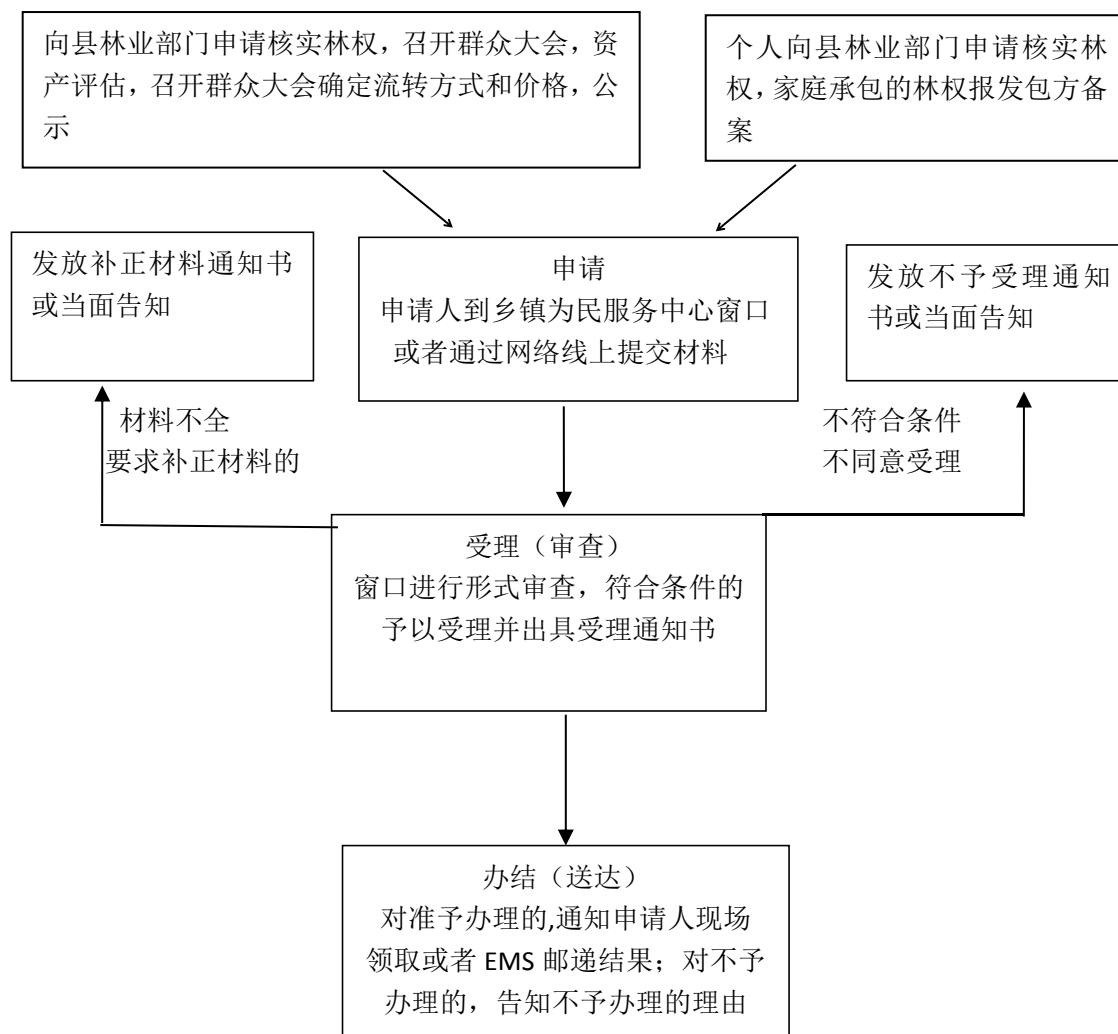 向县林业部门申请核实林权，召开群众大会，资
产评估，召开群众大会确定流转方式和价格，公
示
个人向县林业部门申请核实林
权，家庭承包的林权报发包方备
案
发放补正材料通知书
或当面告知
申请
申请人到乡镇为民服务中心窗口
或者通过网络线上提交材料
发放不予受理通知
书或当面告知
材料不全
要求补正材料的
不符合条件
不同意受理
受理（审查）
窗口进行形式审查，符合条件的
予以受理并出具受理通知书
办结（送达）
对准予办理的,通知申请人现场
领取或者 EMS 邮递结果；对不予
办理的，告知不予办理的理由